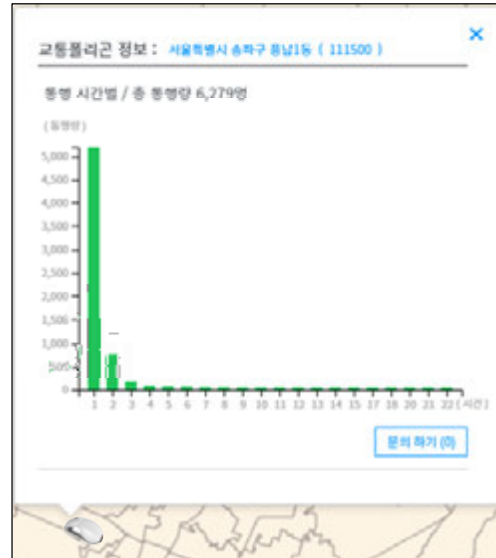 교통폴리곤 정보 : 서울특별시 송파구 풍납1동 ( 111500 )
통행 시간별 / 총 통행량 6,279명
(통행량)
5,000
4,500
4,000
3,500
3,000
2,500
2,000
1,500
1,000
500
0
1 2 3 4 5 6 7 8 9 10 11 12 13 14 15 17 18 20 21 22 (시간)
문의 하기 (0)